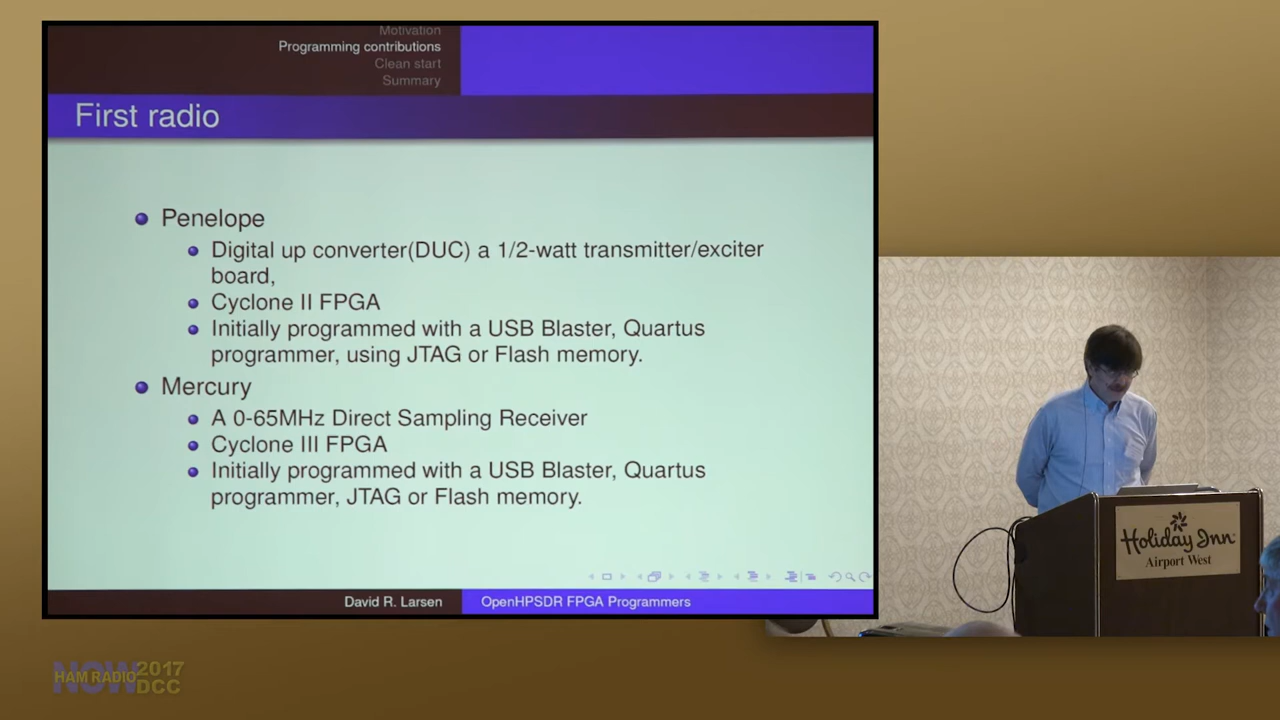 Motivation
Programming contributions
Clean start
Summary
First radio
Penelope
Digital up converter(DUC) a 1/2-watt transmitter/exciter
board,
Cyclone II FPGA
Initially programmed with a USB Blaster, Quartus
programmer, using JTAG or Flash memory.
Mercury
A 0-65MHz Direct Sampling Receiver
Cyclone III FPGA
Initially programmed with a USB Blaster, Quartus
programmer, JTAG or Flash memory.
David R. Larsen
OpenHPSDR FPGA Programmers
Holiday Inn
Airport West
HAM RADIO NOW 2017
DCC